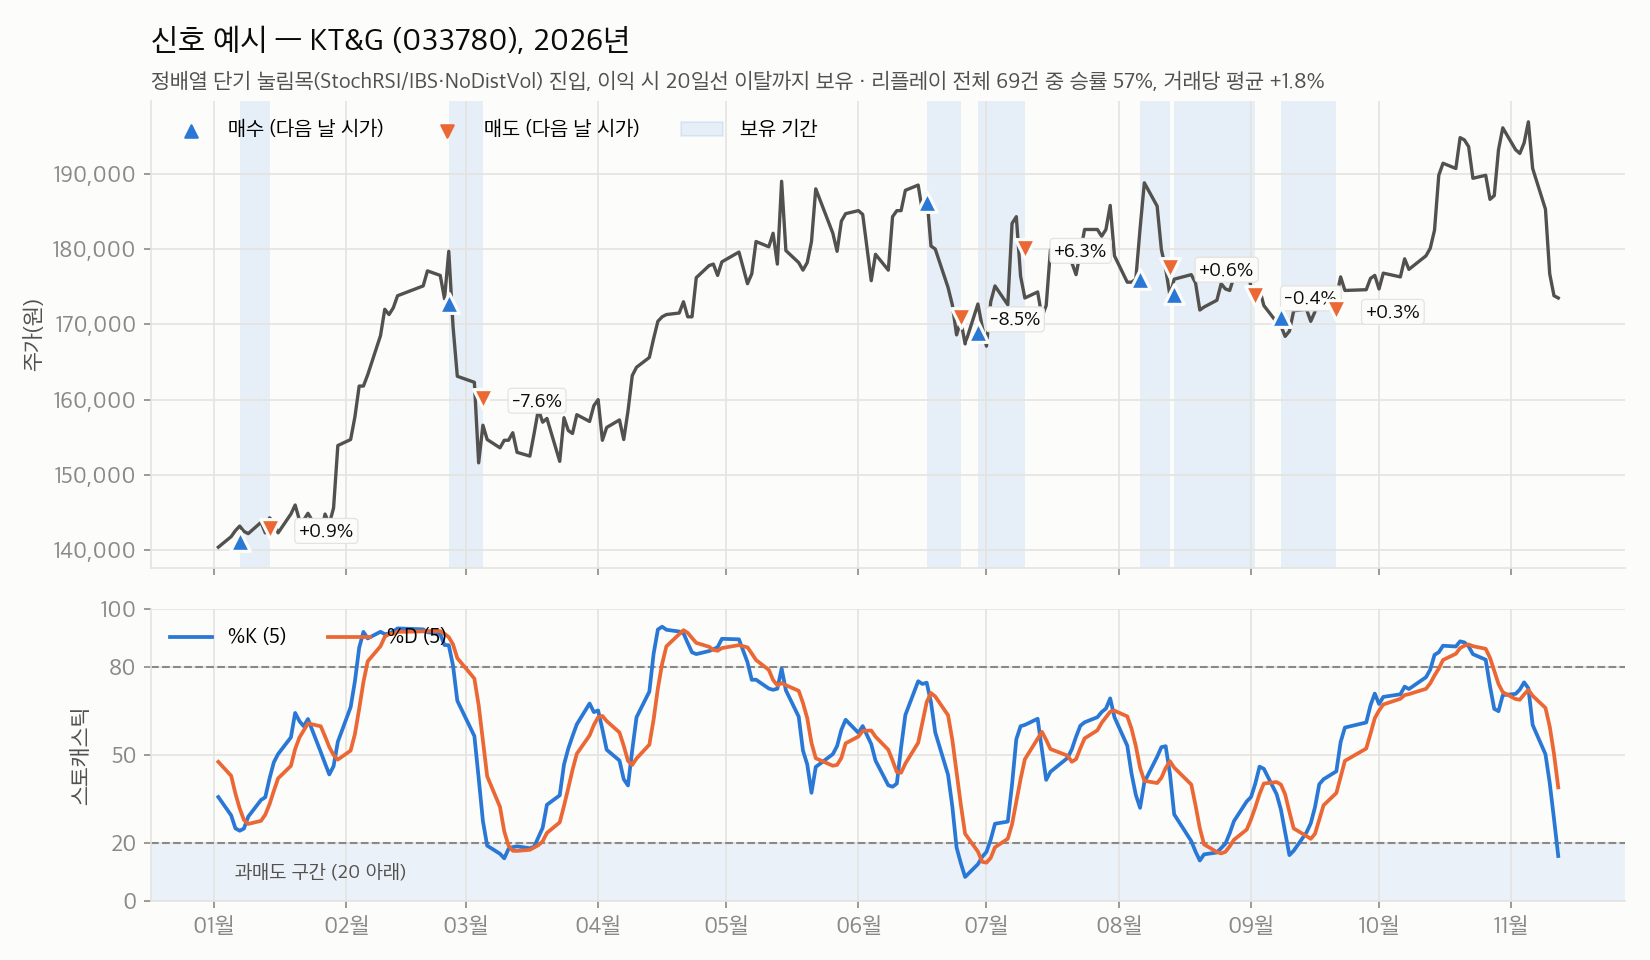 신호 예시 — KT&G (033780), 2026년
정배열 단기 눌림목(StochRSI/IBS·NoDistVol) 진입, 이익 시 20일선 이탈까지 보유 · 리플레이 전체 69건 중 승률 57%, 거래당 평균 +1.8%
매수 (다음 날 시가)
매도 (다음 날 시가)
보유 기간
주가(원)
190,000
180,000
170,000
160,000
150,000
140,000
+0.9%
−7.6%
−8.5%
+6.3%
+0.6%
−0.4%
+0.3%
%K (5)
%D (5)
스토캐스틱
100
80
50
20
0
과매도 구간 (20 아래)
01월
02월
03월
04월
05월
06월
07월
08월
09월
10월
11월